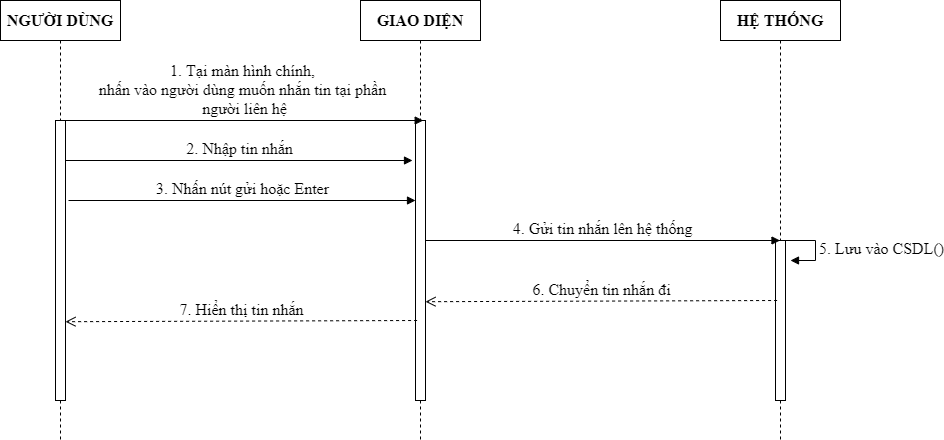 NGƯỜI DÙNG
GIAO DIỆN
HỆ THỐNG
1. Tại màn hình chính,
nhấn vào người dùng muốn nhắn tin tại phần
người liên hệ
2. Nhập tin nhắn
3. Nhấn nút gửi hoặc Enter
4. Gửi tin nhắn lên hệ thống
5. Lưu vào CSDL()
6. Chuyển tin nhắn đi
7. Hiển thị tin nhắn